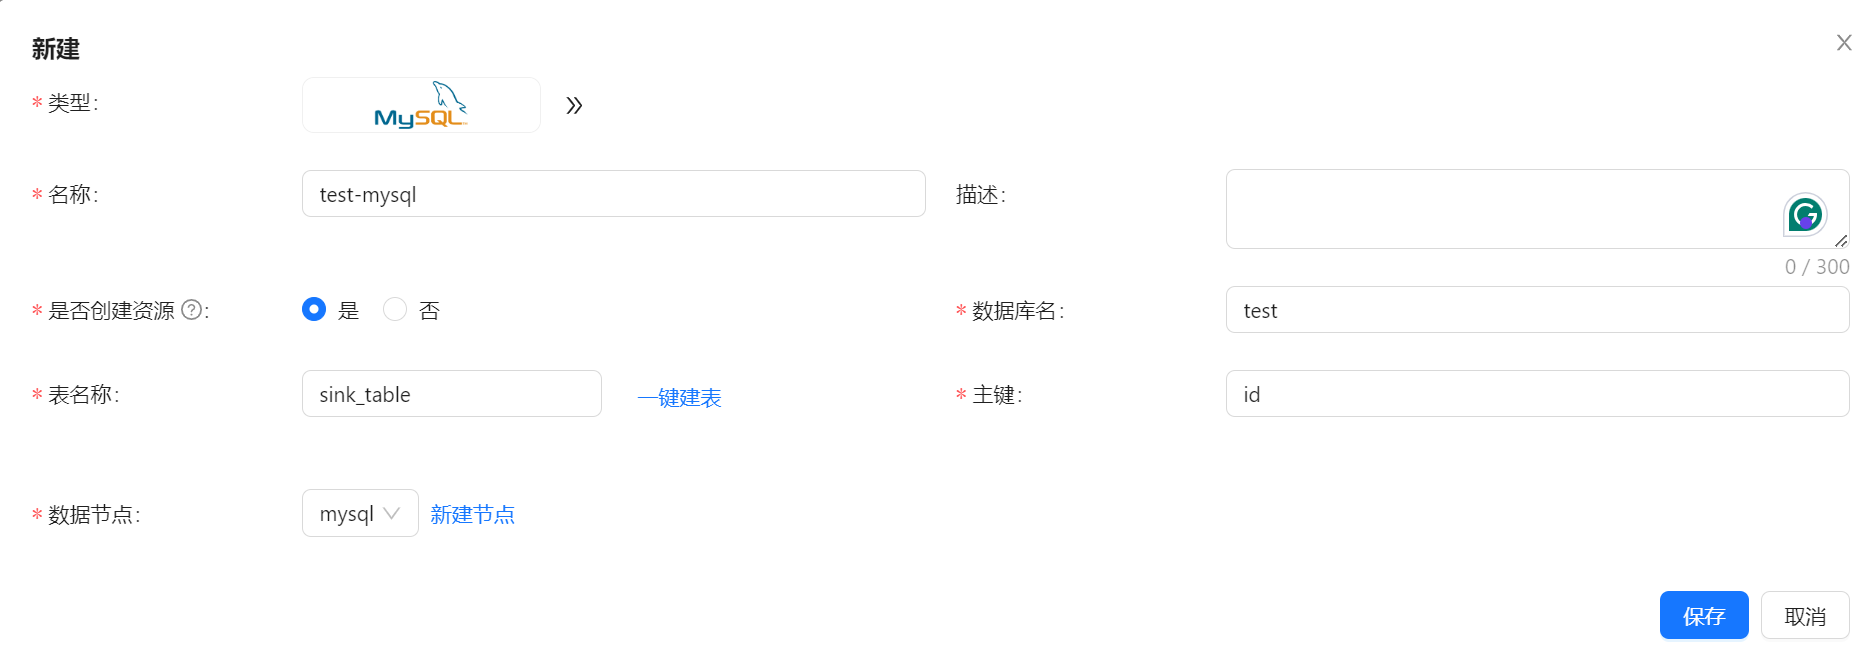 新建
* 类型:
MySQL
* 名称:
test-mysql
描述:
0 / 300
* 是否创建资源 ? :
是
否
* 数据库名:
test
* 表名称:
sink_table
一键建表
* 主键:
id
* 数据节点:
mysql
新建节点
保存
取消